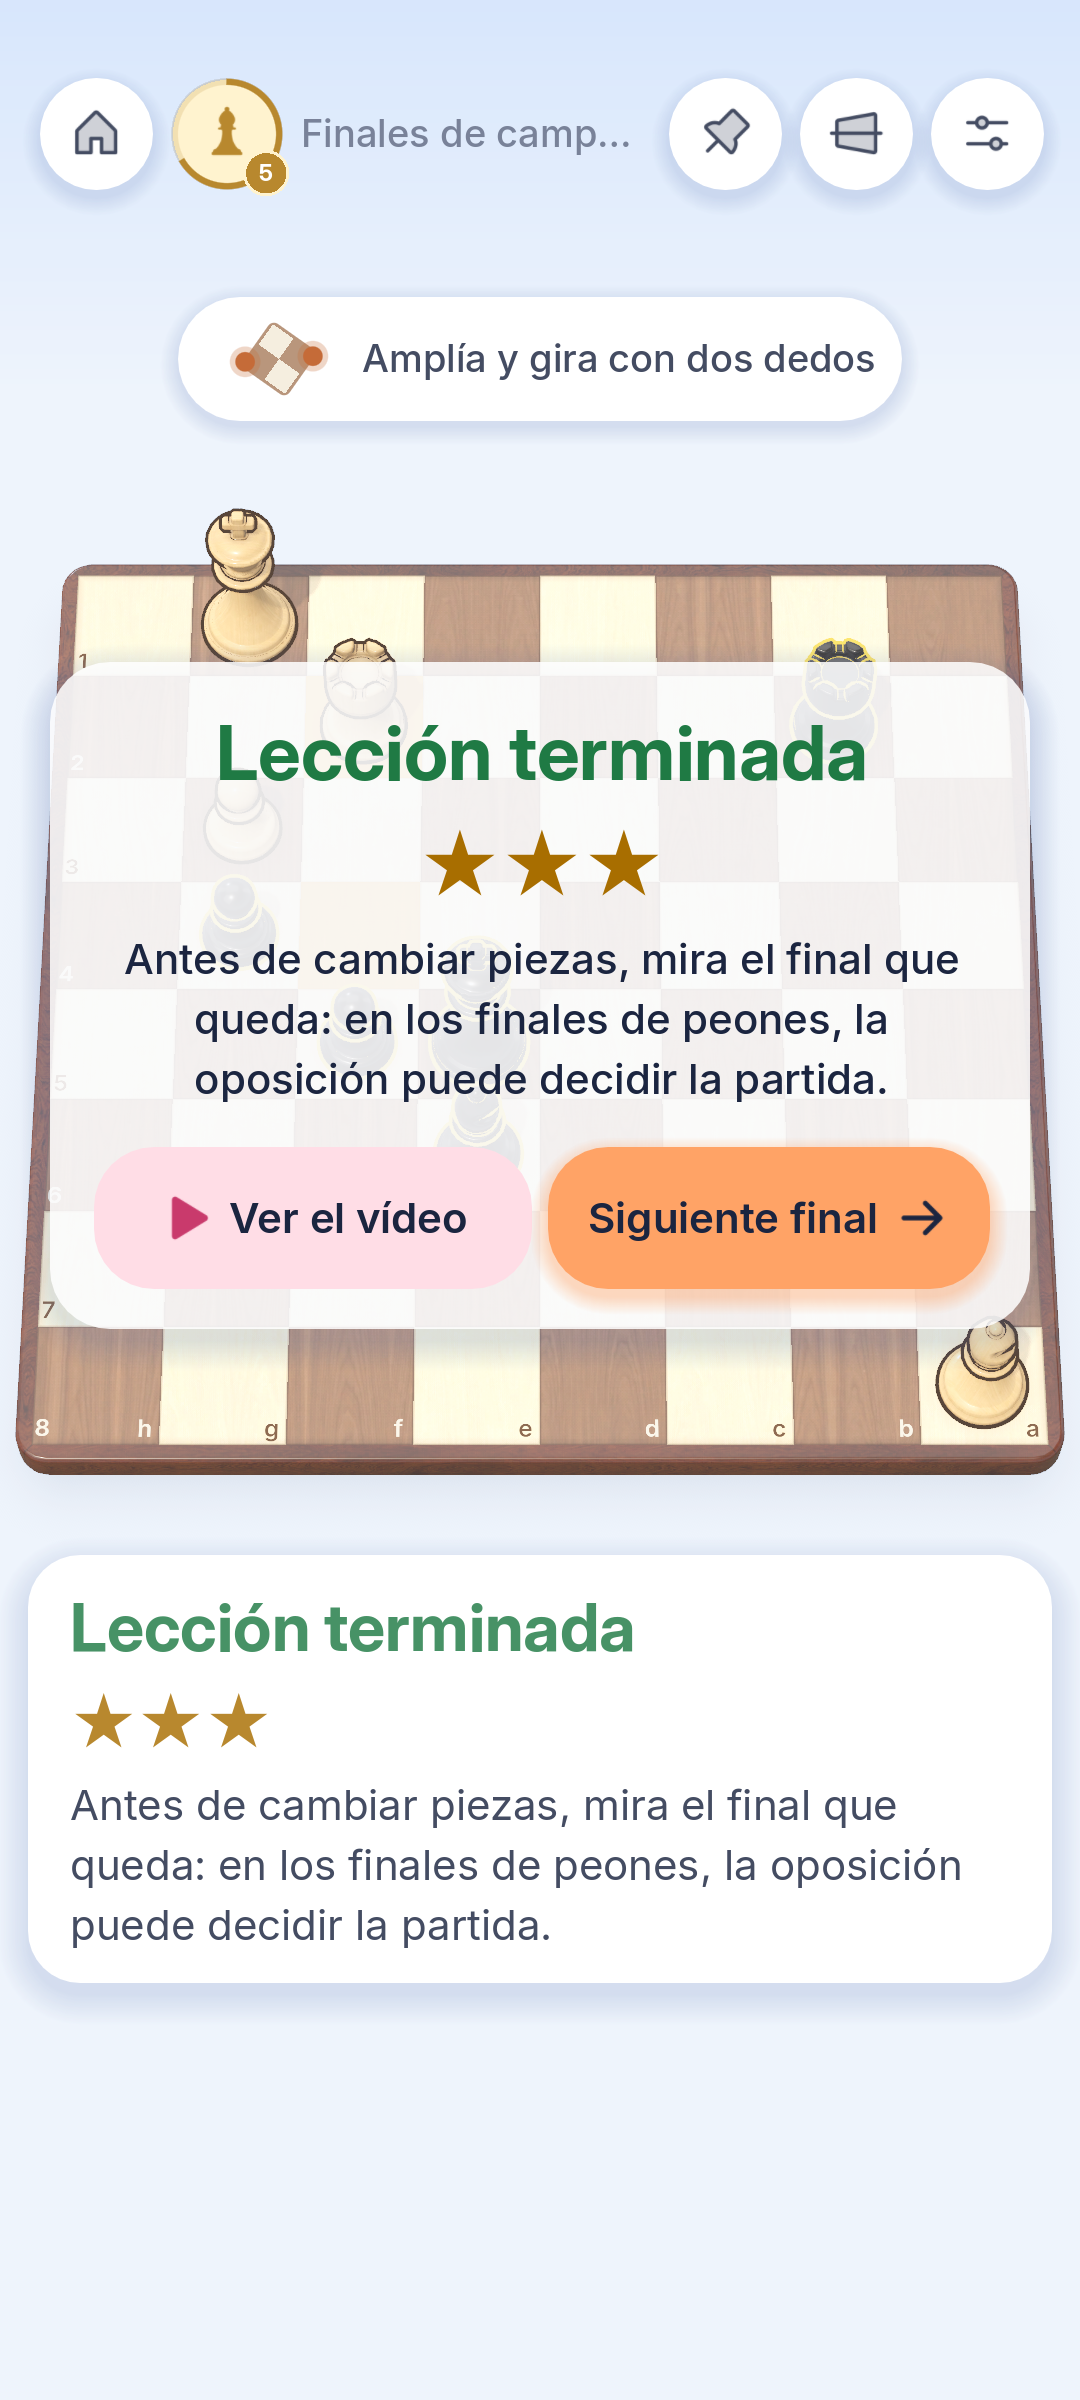 Finales de camp...
5
Amplía y gira con dos dedos
1
2
Lección terminada
3
4
Antes de cambiar piezas, mira el final que
queda: en los finales de peones, la
oposición puede decidir la partida.
5
6
Ver el vídeo
Siguiente final
7
8 h g f e d c b a
Lección terminada
Antes de cambiar piezas, mira el final que
queda: en los finales de peones, la oposición
puede decidir la partida.